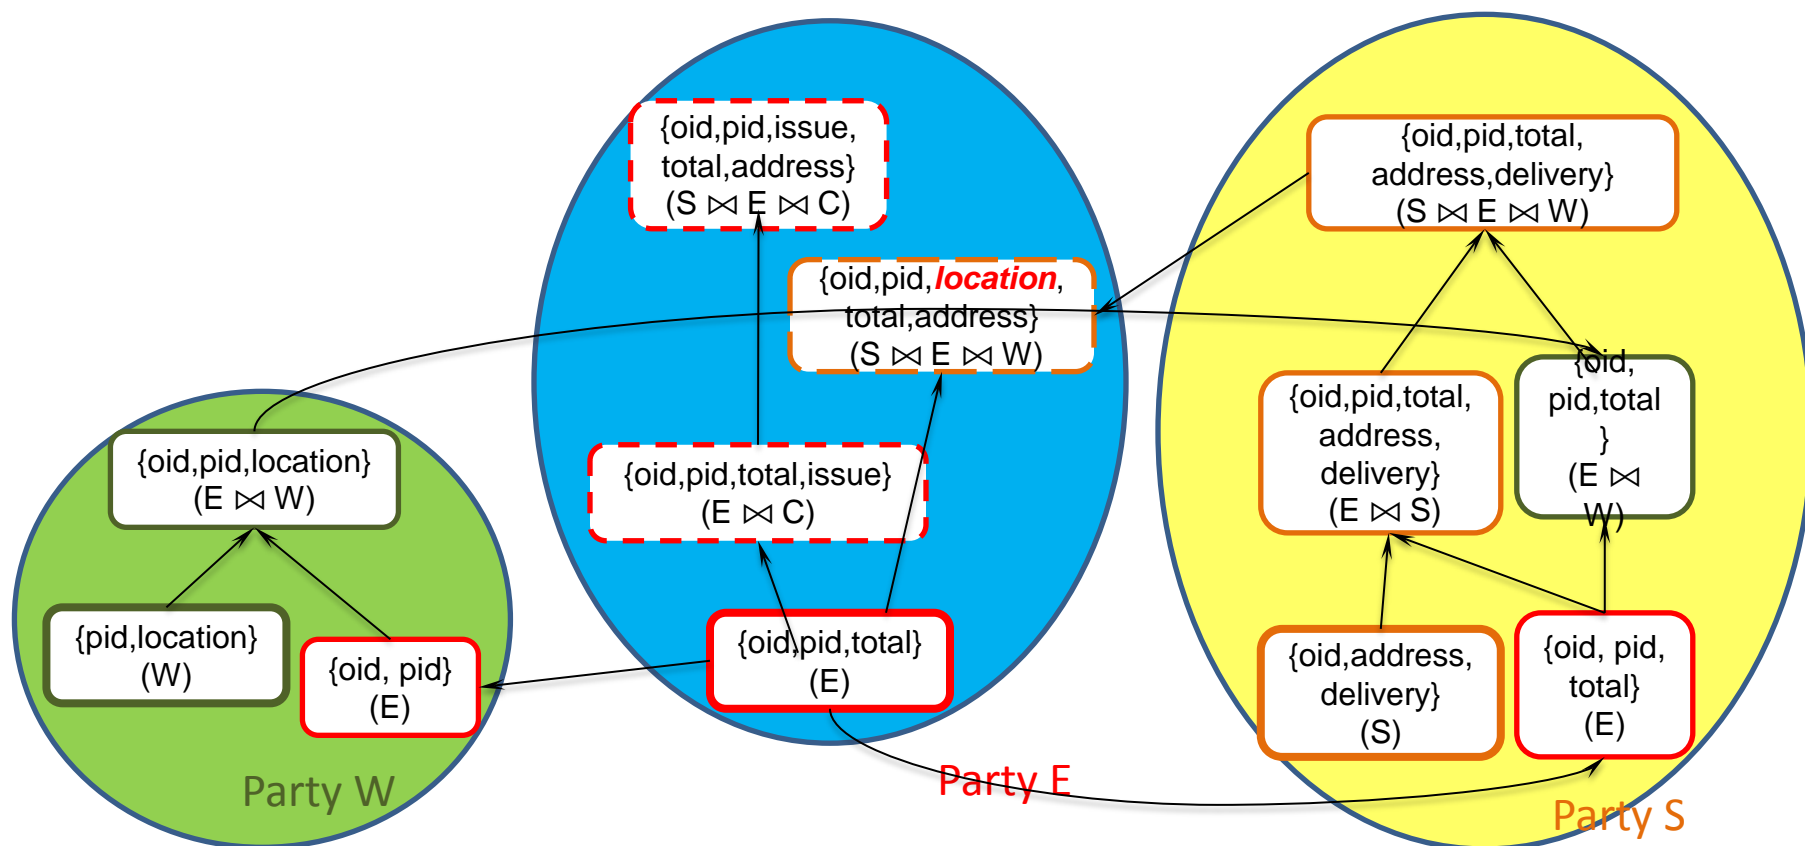 {oid,pid,issue,
total,address}
(S ⋈ E ⋈ C)
{oid,pid,location,
total,address}
(S ⋈ E ⋈ W)
{oid,pid,total,
address,delivery}
(S ⋈ E ⋈ W)
{oid,pid,location}
(E ⋈ W)
{oid,pid,total,issue}
(E ⋈ C)
{oid,pid,total,
address,
delivery}
(E ⋈ S)
{oid,
pid,total
}
(E ⋈
W)
{pid,location}
(W)
{oid, pid}
(E)
{oid,pid,total}
(E)
{oid,address,
delivery}
(S)
{oid, pid,
total}
(E)
Party W
Party E
Party S